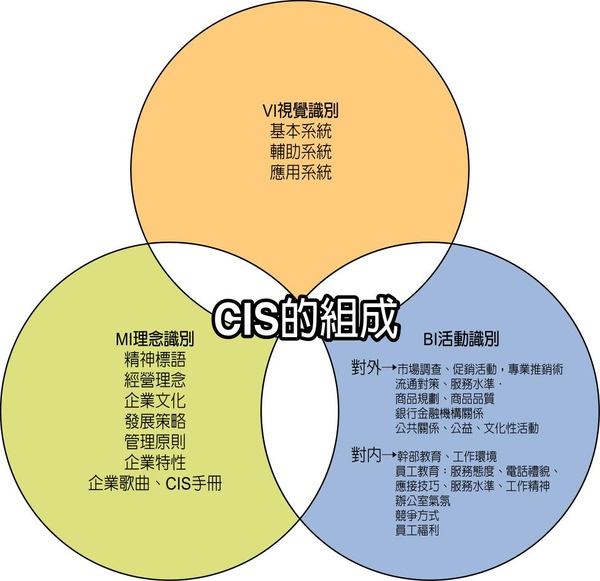 VI視覺識別
基本系統
輔助系統
應用系統
CIS的組成
MI理念識別
精神標語
經營理念
企業文化
發展策略
管理原則
企業特性
企業歌曲、CIS手冊
BI活動識別
對外→市場調查、促銷活動，專業推銷術
流通對策、服務水準．
商品規劃、商品品質
銀行金融機構關係
公共關係、公益、文化性活動
對內→幹部教育、工作環境
員工教育：服務態度、電話禮貌、
應接技巧、服務水準、工作精神
辦公室氣氛
競爭方式
員工福利